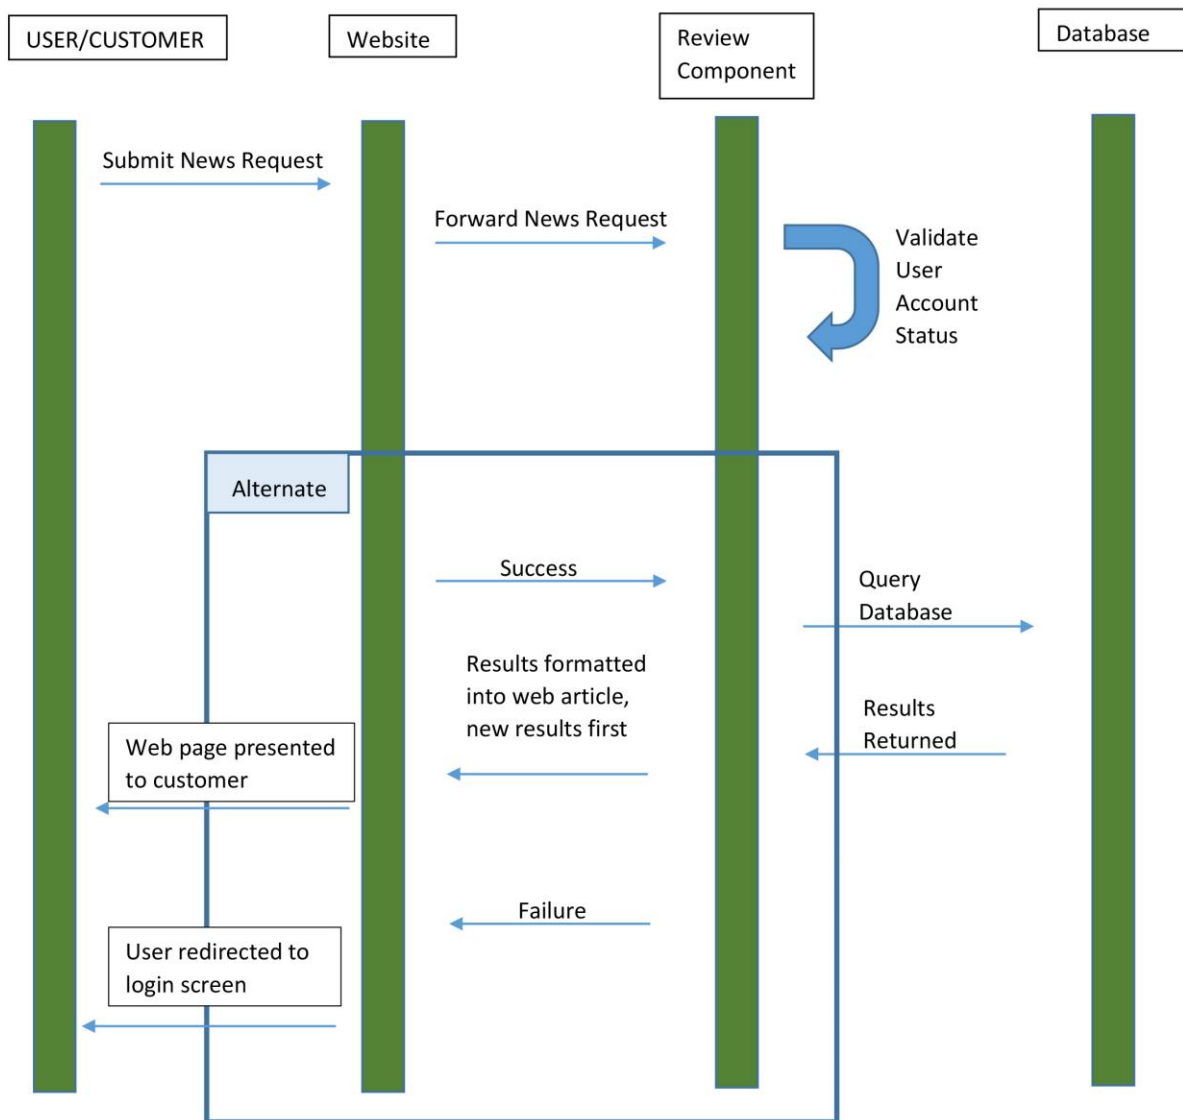 USER/CUSTOMER
Website
Review
Component
Database
Submit News Request
Forward News Request
Validate
User
Account
Status
Alternate
Success
Query
Database
Results formatted
into web article,
new results first
Results
Returned
Web page presented
to customer
Failure
User redirected to
login screen